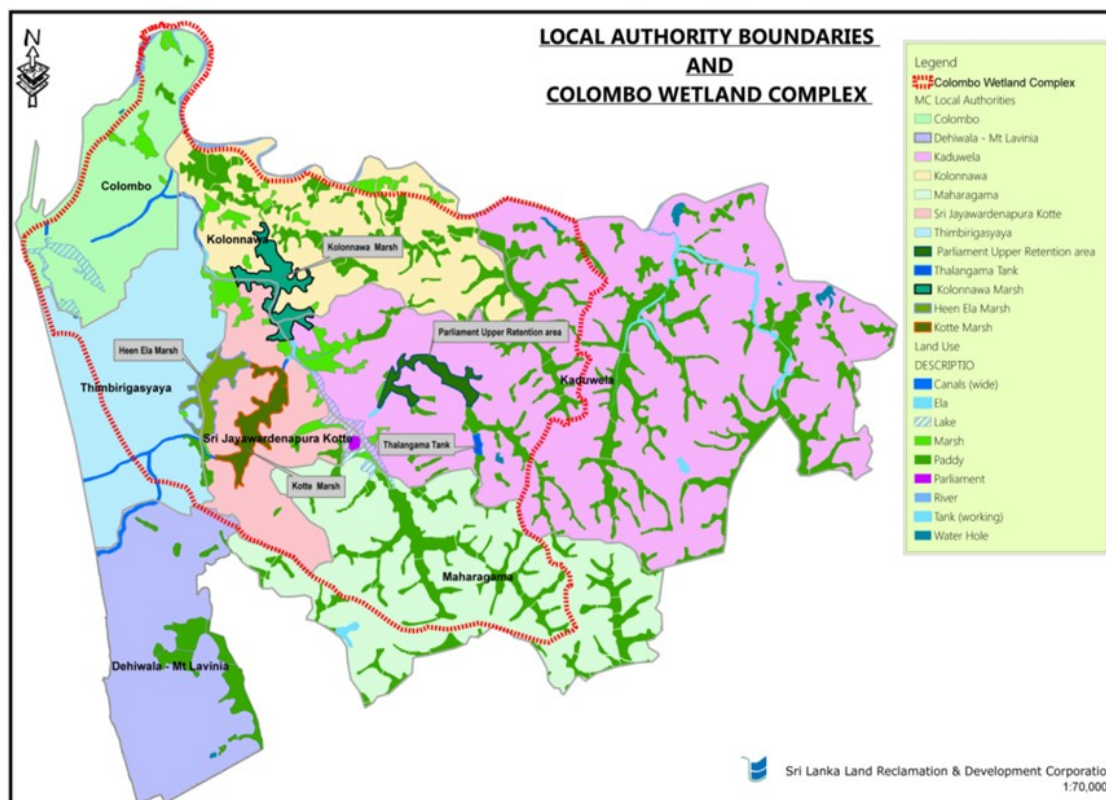 LOCAL AUTHORITY BOUNDARIES
AND
COLOMBO WETLAND COMPLEX
N
Legend
Colombo Wetland Complex
MC Local Authorities
Colombo
Dehiwala - Mt Lavinia
Kaduwela
Kolonnawa
Maharagama
Sri Jayawardenapura Kotte
Thimbirigasyaya
Parliament Upper Retention area
Thalangama Tank
Kolonnawa Marsh
Heen Ela Marsh
Kotte Marsh
Land Use
DESCRIPTIO
Canals (wide)
Ela
Lake
Marsh
Paddy
Parliament
River
Tank (working)
Water Hole
Colombo
Kolonnawa
Kolonnawa Marsh
Parliament Upper Retention area
Heen Ela Marsh
Kaduwela
Thimbirigasyaya
Sri Jayawardenapura Kotte
Thalangama Tank
Kotte Marsh
Maharagama
Dehiwala - Mt Lavinia
Sri Lanka Land Reclamation & Development Corporatio
1:70,000